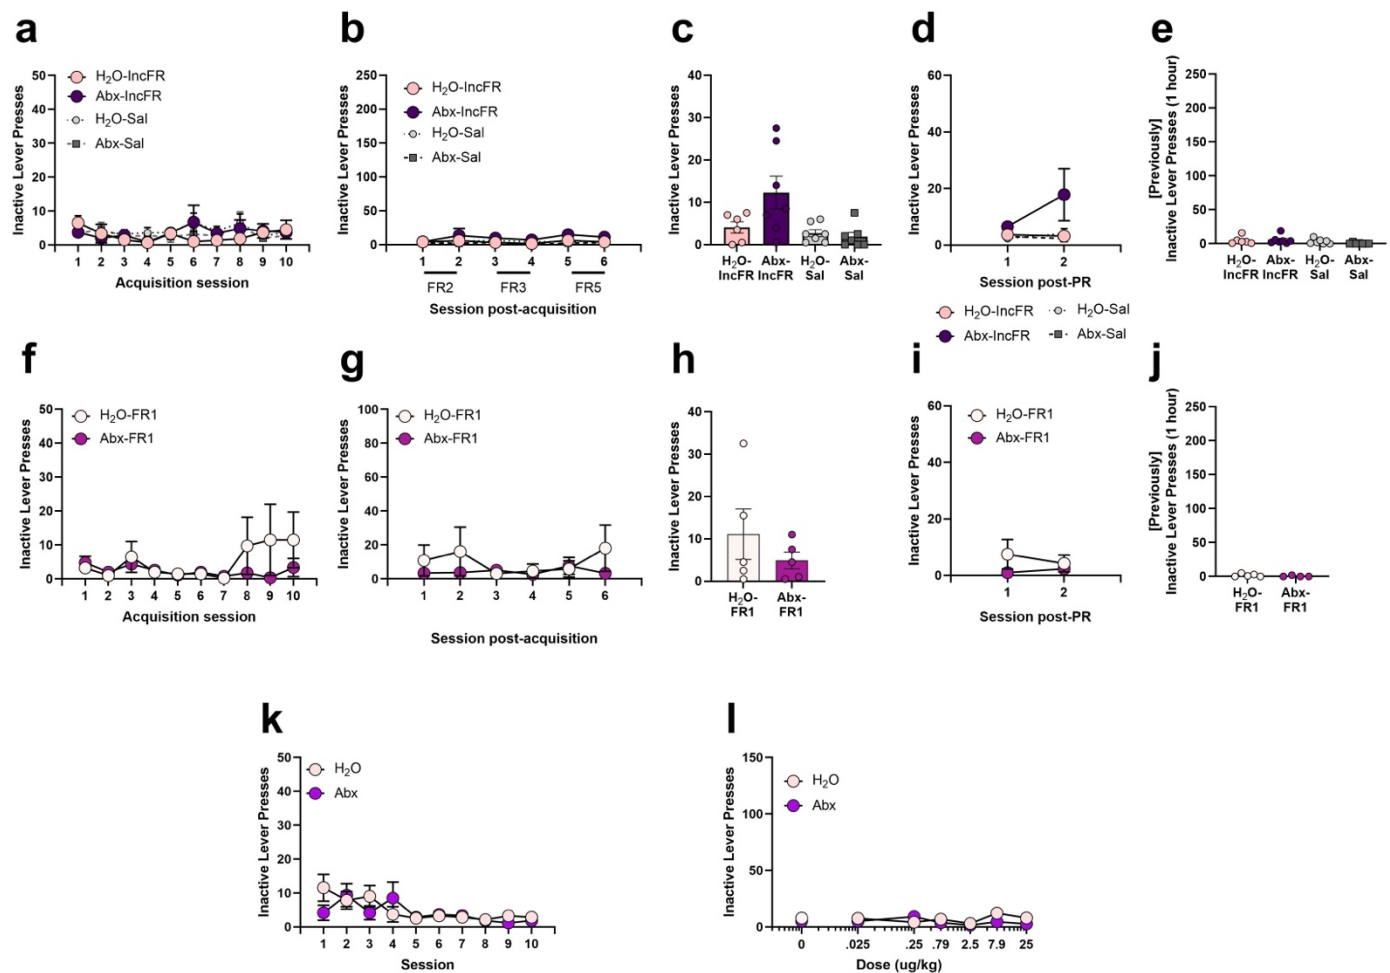 a
Inactive Lever Presses
50
40
30
20
10
0
H₂O-IncFR
Abx-IncFR
H₂O-Sal
Abx-Sal
1 2 3 4 5 6 7 8 9 10
Acquisition session
b
Inactive Lever Presses
250
200
150
100
50
0
H₂O-IncFR
Abx-IncFR
H₂O-Sal
Abx-Sal
1 2 3 4 5 6
FR2 FR3 FR5
Session post-acquisition
c
Inactive Lever Presses
40
30
20
10
0
H₂O-IncFR
Abx-IncFR
H₂O-Sal
Abx-Sal
d
Inactive Lever Presses
60
40
20
0
1 2
Session post-PR
H₂O-IncFR
H₂O-Sal
Abx-IncFR
Abx-Sal
e
[Previously]
Inactive Lever Presses (1 hour)
250
200
150
100
50
0
H₂O-IncFR
Abx-IncFR
H₂O-Sal
Abx-Sal
f
Inactive Lever Presses
50
40
30
20
10
0
H₂O-FR1
Abx-FR1
1 2 3 4 5 6 7 8 9 10
Acquisition session
g
Inactive Lever Presses
100
80
60
40
20
0
H₂O-FR1
Abx-FR1
1 2 3 4 5 6
Session post-acquisition
h
Inactive Lever Presses
40
30
20
10
0
H₂O-FR1
Abx-FR1
i
Inactive Lever Presses
60
40
20
0
H₂O-FR1
Abx-FR1
1 2
Session post-PR
j
[Previously]
Inactive Lever Presses (1 hour)
250
200
150
100
50
0
H₂O-FR1
Abx-FR1
k
Inactive Lever Presses
50
40
30
20
10
0
H₂O
Abx
1 2 3 4 5 6 7 8 9 10
Session
l
Inactive Lever Presses
150
100
50
0
H₂O
Abx
0 .025 .25 .79 2.5 7.9 25
Dose (ug/kg)